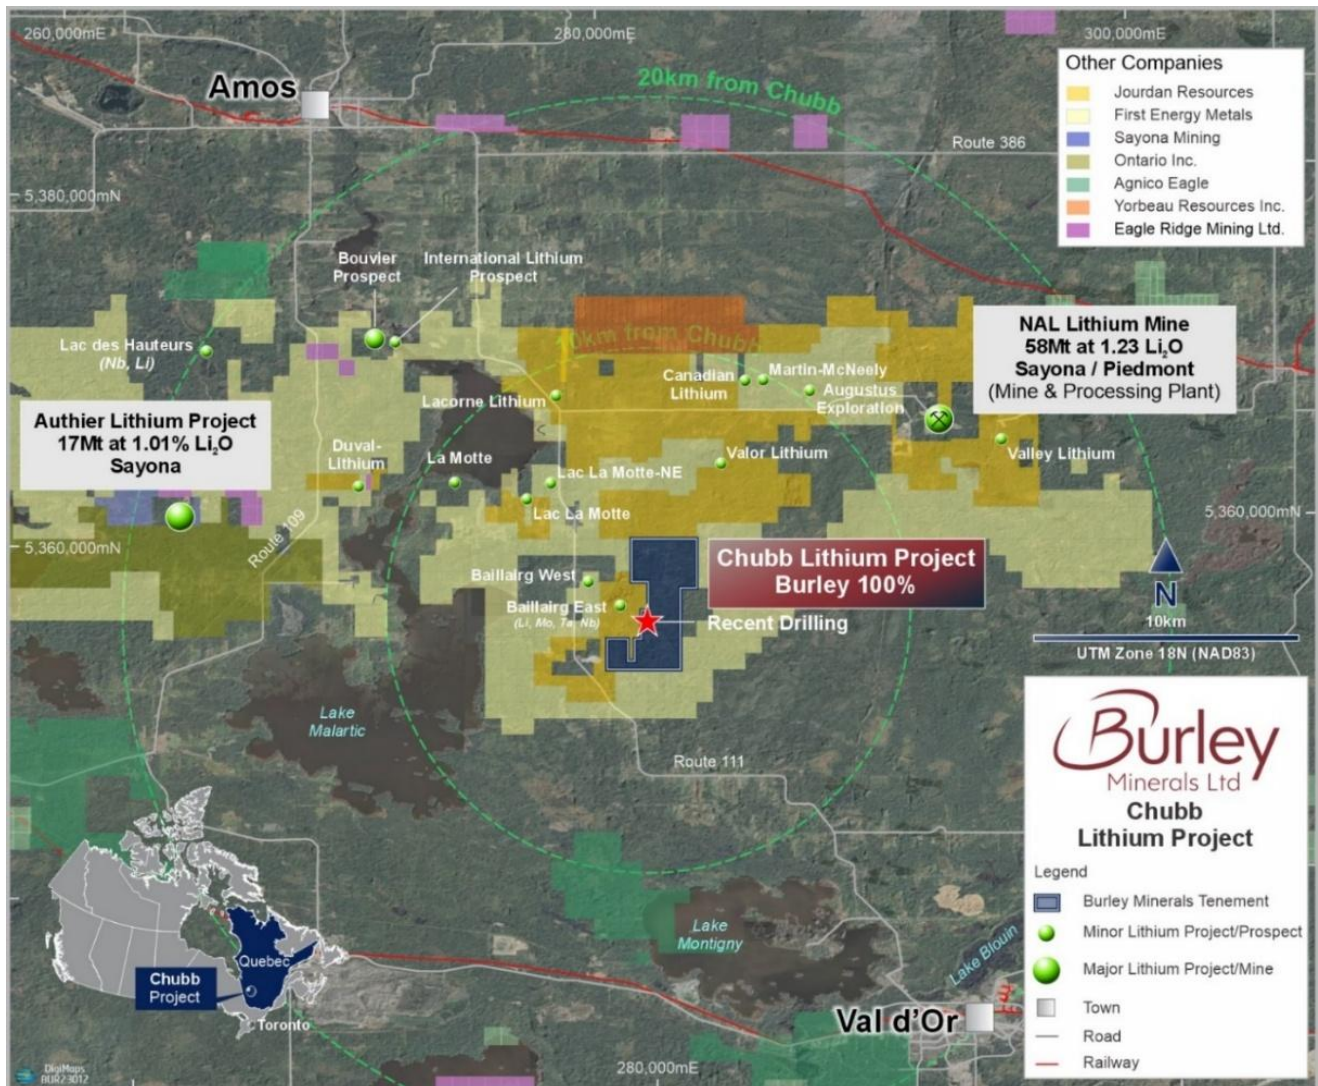 260,000mE
280,000mE
300,000mE
Other Companies
Jourdan Resources
First Energy Metals
Sayona Mining
Ontario Inc.
Agnico Eagle
Yorbeau Resources Inc.
Eagle Ridge Mining Ltd.
20km from Chubb
Amos
Route 386
5,380,000mN
Bouvier
Prospect
International Lithium
Prospect
10km from Chubb
NAL Lithium Mine
58Mt at 1.23 Li₂O
Sayona / Piedmont
(Mine & Processing Plant)
Lac des Hauteurs
(Nb, Li)
Canadian
Lithium
Martin-McNeely
Augustus
Exploration
Lacorne Lithium
Authier Lithium Project
17Mt at 1.01% Li₂O
Sayona
Duval-
Lithium
La Motte
Lac La Motte-NE
Valor Lithium
Valley Lithium
Lac La Motte
Route 109
5,360,000mN
5,360,000mN
Chubb Lithium Project
Burley 100%
Baillairg West
Baillairg East
(Li, Mo, Ta, Nb)
Recent Drilling
N
10km
UTM Zone 18N (NAD83)
Lake
Malartic
Route 111
Burley
Minerals Ltd
Chubb
Lithium Project
Legend
Burley Minerals Tenement
Minor Lithium Project/Prospect
Major Lithium Project/Mine
Town
Road
Railway
Lake
Montigny
Lake Blouin
Quebec
Chubb
Project
Toronto
Val d'Or
280,000mE
DigiMaps
BUR23012